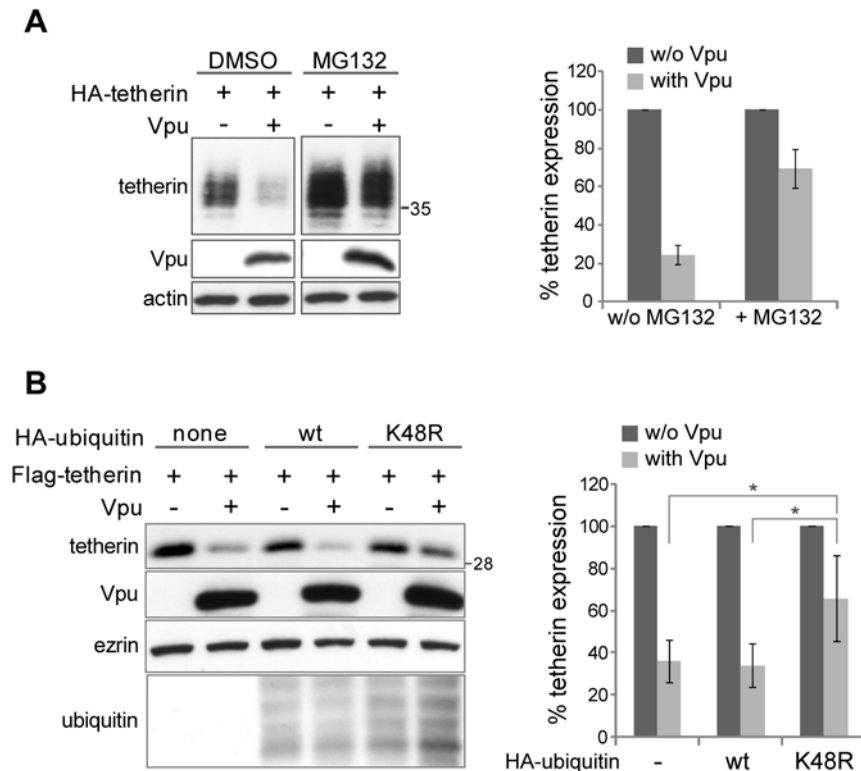 A
DMSO MG132
HA-tetherin + + + +
Vpu - + - +
tetherin
35
Vpu
actin
w/o Vpu
with Vpu
% tetherin expression
120
100
80
60
40
20
0
w/o MG132 + MG132
B
HA-ubiquitin none wt K48R
Flag-tetherin + + + + + +
Vpu - + - + - +
tetherin
28
Vpu
ezrin
ubiquitin
w/o Vpu
with Vpu
% tetherin expression
120
100
80
60
40
20
0
*
*
HA-ubiquitin - wt K48R